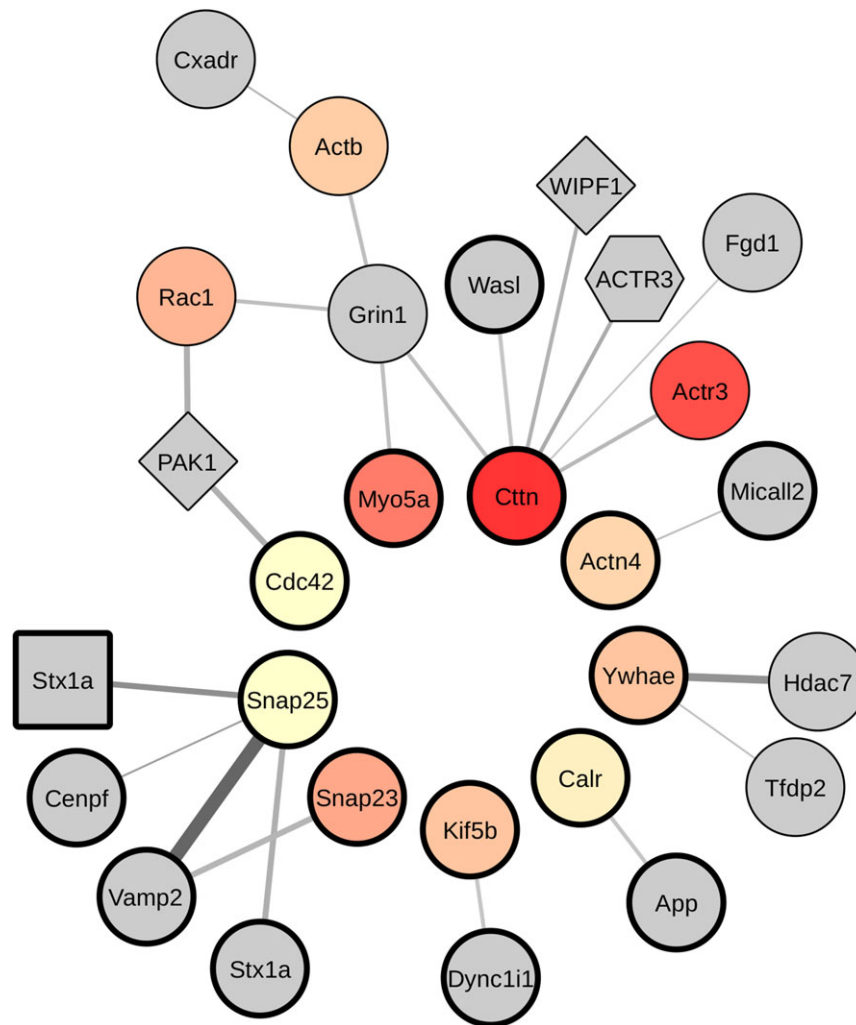 Cxadr
Actb
WIPF1
Fgd1
Wasl
ACTR3
Rac1
Grin1
Actr3
PAK1
Myo5a
Cttn
Micall2
Actn4
Cdc42
Stx1a
Snap25
Ywhae
Hdac7
Calr
Tfdp2
Cenpf
Snap23
Kif5b
Vamp2
App
Stx1a
Dync1i1